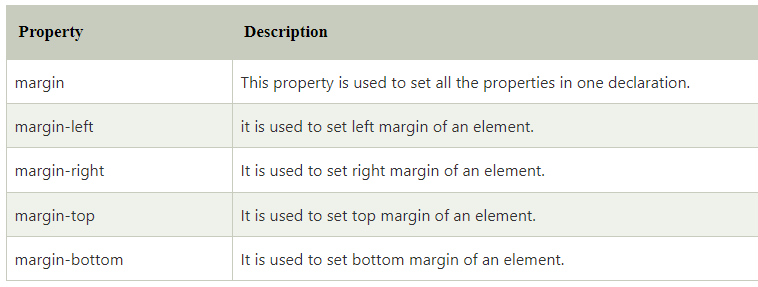 Property Description
margin This property is used to set all the properties in one declaration.
margin-left it is used to set left margin of an element.
margin-right It is used to set right margin of an element.
margin-top It is used to set top margin of an element.
margin-bottom It is used to set bottom margin of an element.